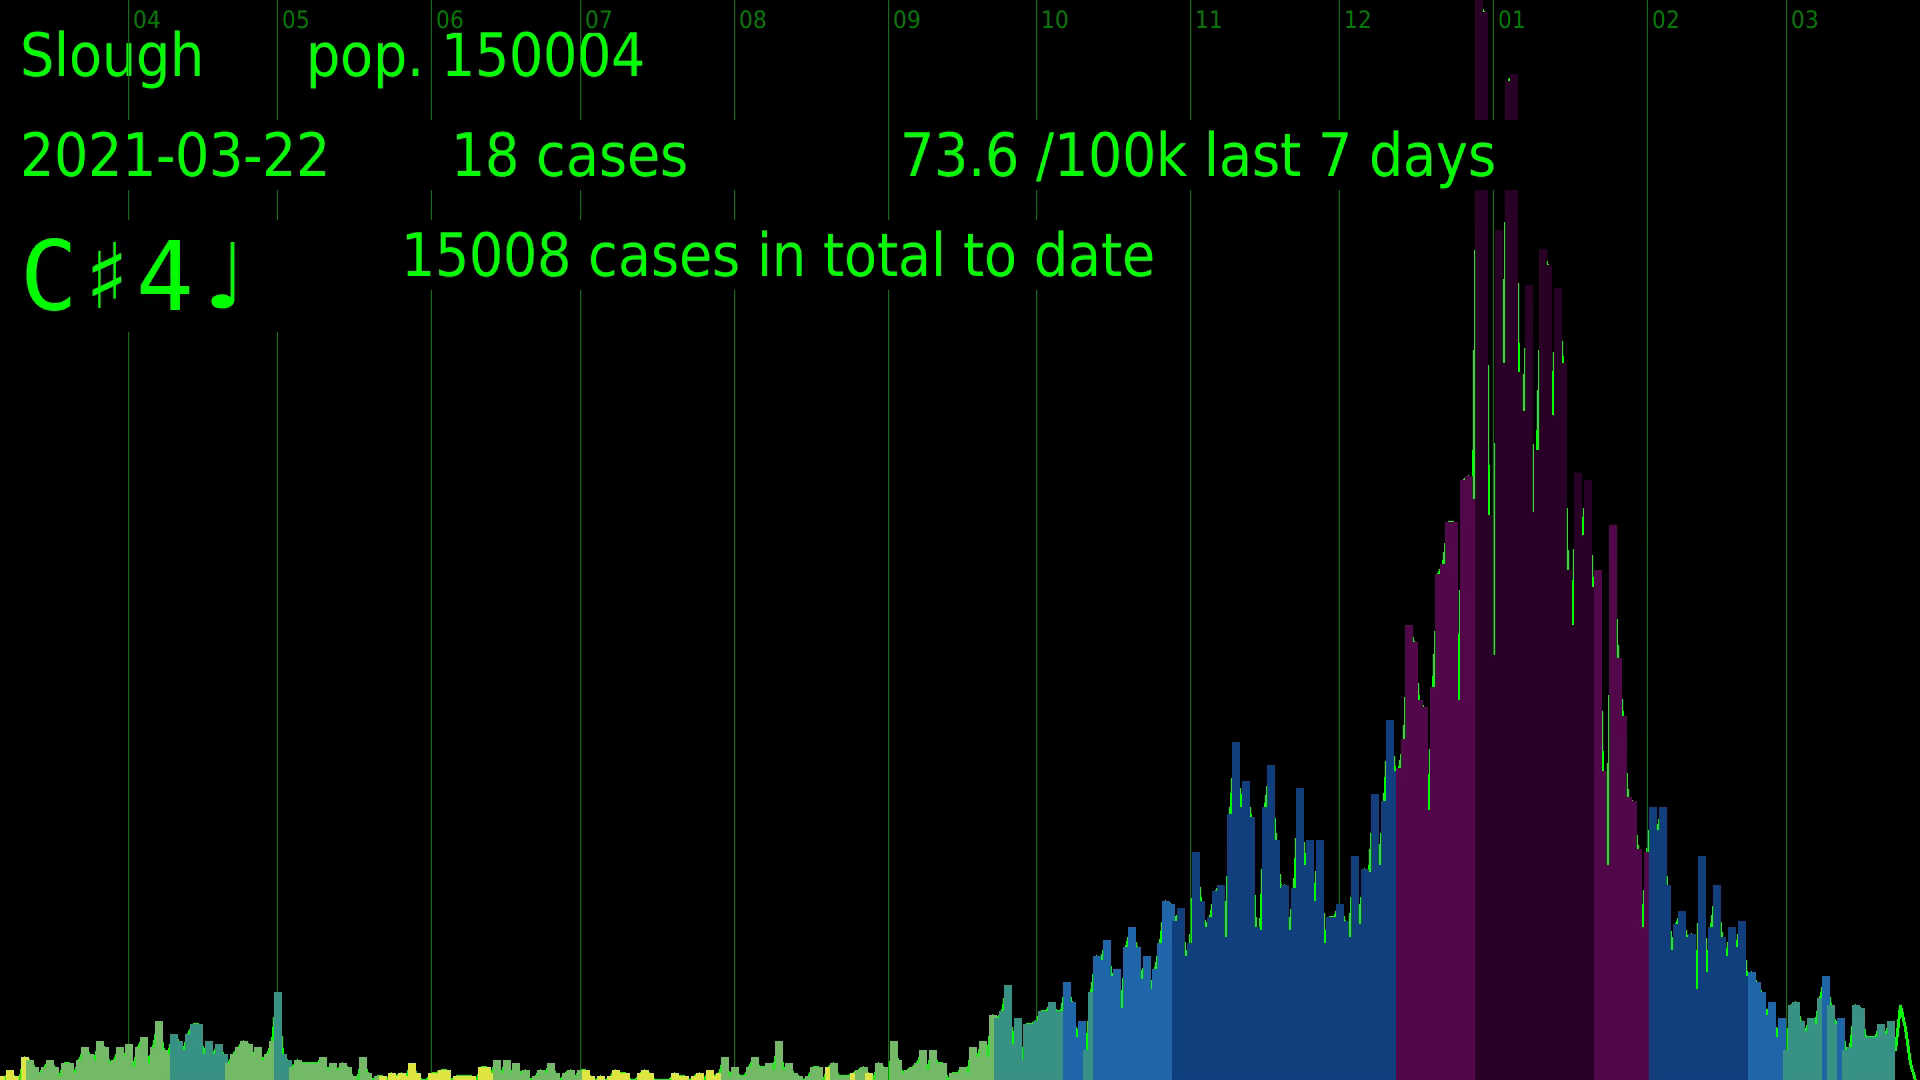 04 05 06 07 08 09 10 11 12 01 02 03
Slough pop. 150004
2021-03-22 18 cases 73.6 /100k last 7 days
C♯4♩ 15008 cases in total to date